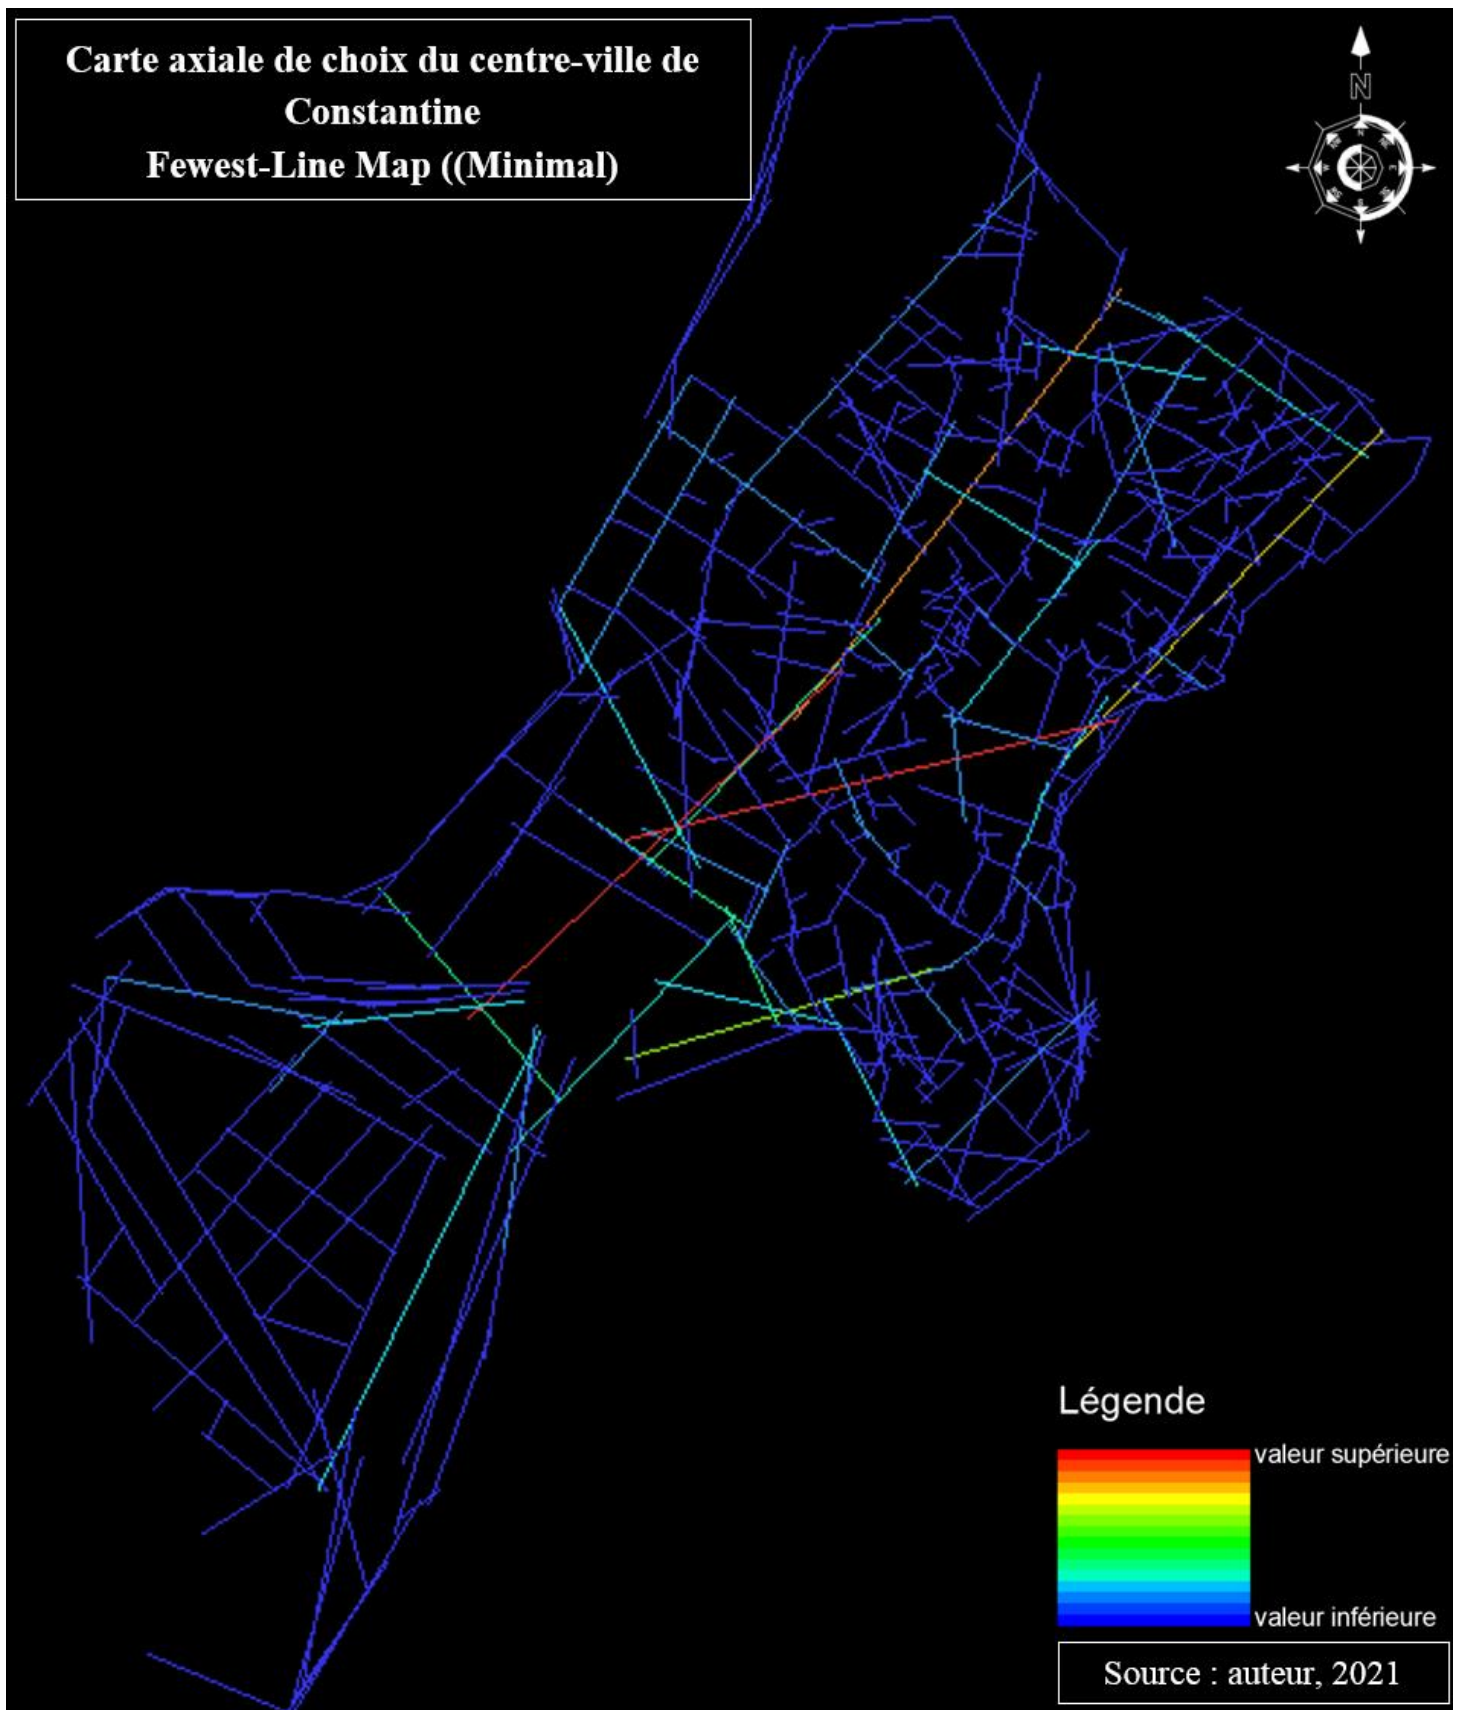 Carte axiale de choix du centre-ville de
Constantine
Fewest-Line Map ((Minimal)
N
Légende
valeur supérieure
valeur inférieure
Source : auteur, 2021